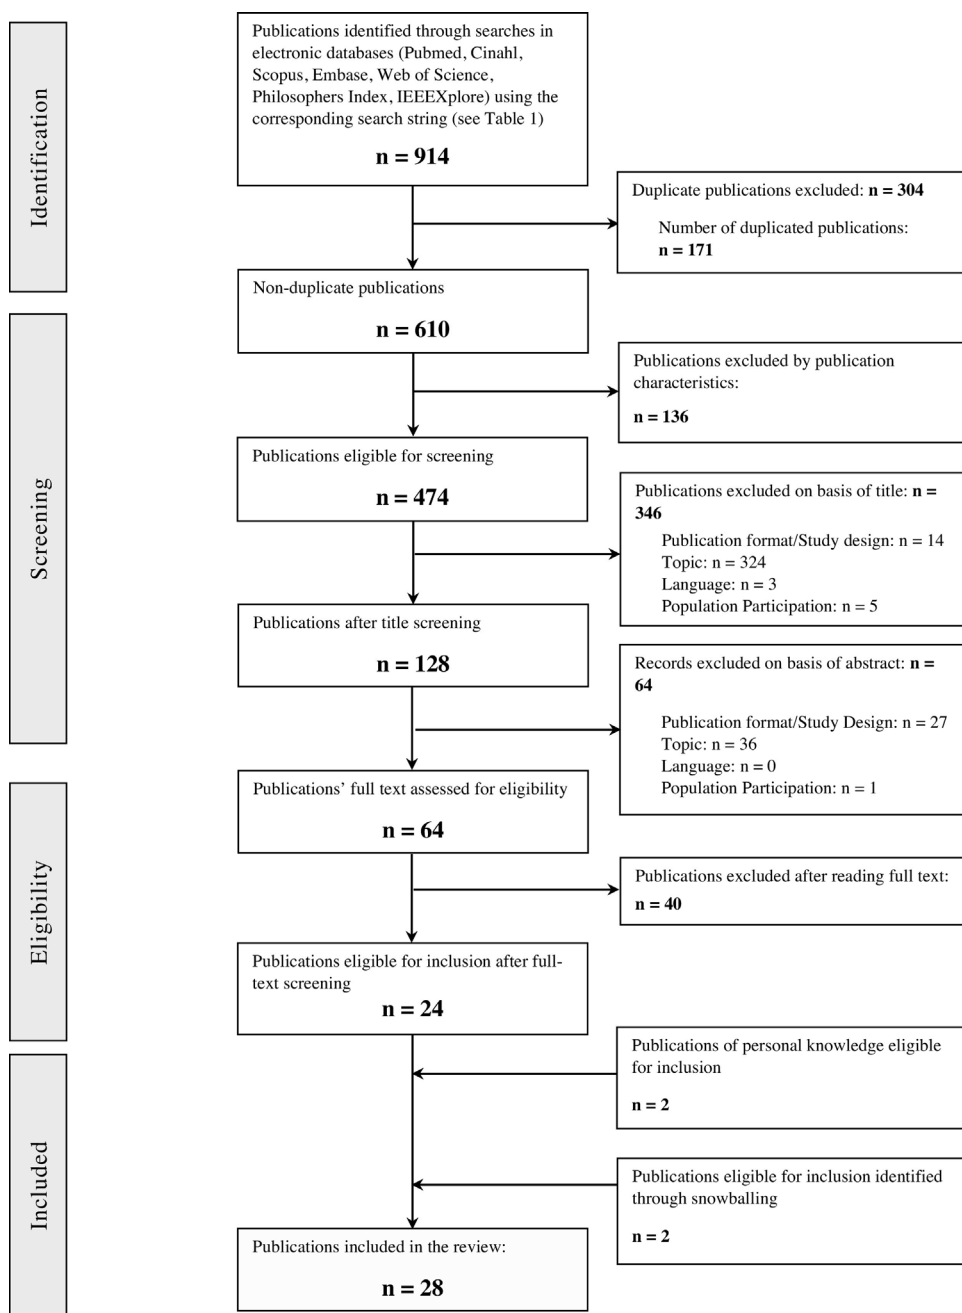 Identification
Publications identified through searches in
electronic databases (Pubmed, Cinahl,
Scopus, Embase, Web of Science,
Philosophers Index, IEEEXplore) using the
corresponding search string (see Table 1)
n = 914
Duplicate publications excluded: n = 304
Number of duplicated publications:
n = 171
Non-duplicate publications
n = 610
Screening
Publications excluded by publication
characteristics:
n = 136
Publications eligible for screening
n = 474
Publications excluded on basis of title: n =
346
Publication format/Study design: n = 14
Topic: n = 324
Language: n = 3
Population Participation: n = 5
Publications after title screening
n = 128
Records excluded on basis of abstract: n =
64
Publication format/Study Design: n = 27
Topic: n = 36
Language: n = 0
Population Participation: n = 1
Eligibility
Publications’ full text assessed for eligibility
n = 64
Publications excluded after reading full text:
n = 40
Publications eligible for inclusion after full-
text screening
n = 24
Included
Publications of personal knowledge eligible
for inclusion
n = 2
Publications eligible for inclusion identified
through snowballing
n = 2
Publications included in the review:
n = 28